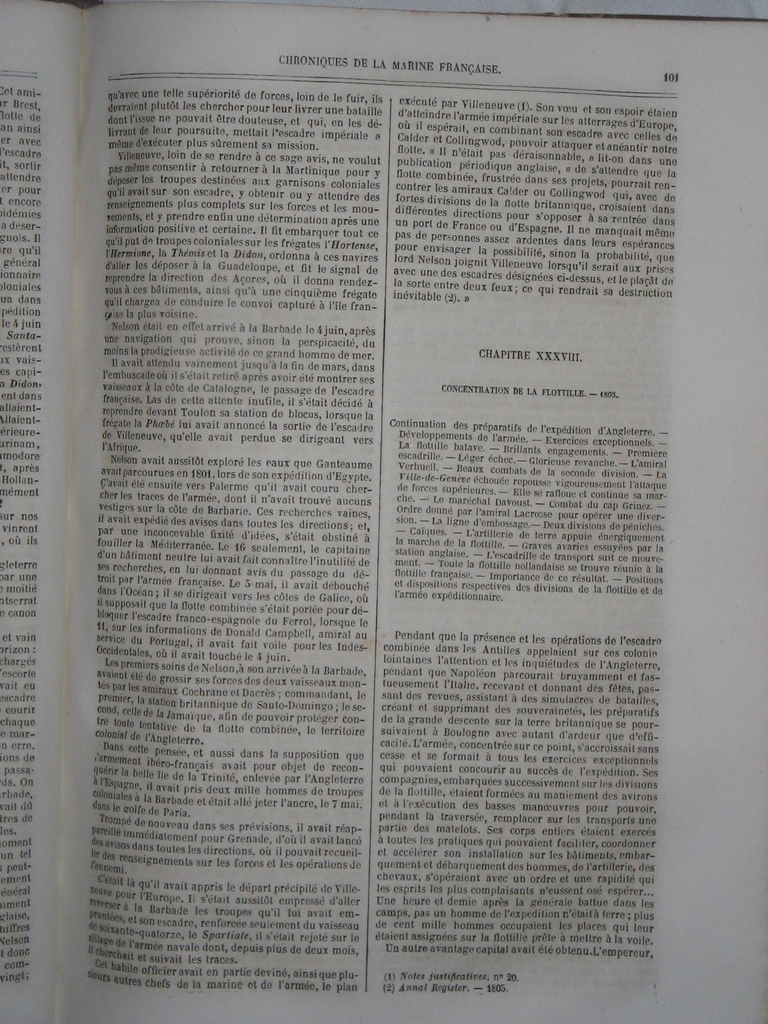 CHRONIQUES DE LA MARINE FRANÇAISE.
101
qu'avec une telle supériorité de forces, loin de le fuir, ils
devraient plutôt les chercher pour leur livrer une bataille
dont l'issue ne pouvait être douteuse, et qui, en les dé-
livrant de leur poursuite, mettait l'escadre impériale à
même d'exécuter plus sûrement sa mission.
Villeneuve, loin de se rendre à ce sage avis, ne voulut
pas même consentir à retourner à la Martinique pour y
déposer les troupes destinées aux garnisons coloniales
qu'il avait sur son escadre, y obtenir ou y attendre des
renseignements plus complets sur les forces et les mou-
vements, et y prendre enfin une détermination après une
information positive et certaine. Il fit embarquer tout ce
qu'il put de troupes coloniales sur les frégates l'Hortense,
l'Hermione, la Thémis et la Didon, ordonna à ces navires
d'aller les déposer à la Guadeloupe, et fit le signal de
reprendre la direction des Açores, où il donna rendez-
vous à ces bâtiments, ainsi qu'à une cinquième frégate
qu'il chargea de conduire le convoi capturé à l'île fran-
çaise la plus voisine.
Nelson était en effet arrivé à la Barbade le 4 juin, après
une navigation qui prouve, sinon la perspicacité, du
moins la prodigieuse activité de ce grand homme de mer.
Il avait attendu vainement jusqu'à la fin de mars, dans
l'embuscade où il s'était retiré après avoir été montrer ses
vaisseaux à la côte de Catalogne, le passage de l'escadre
française. Las de cette attente inutile, il s'était décidé à
reprendre devant Toulon sa station de blocus, lorsque la
frégate la Phœbé lui avait annoncé la sortie de l'escadre
de Villeneuve, qu'elle avait perdue se dirigeant vers
l'Afrique.
Nelson avait aussitôt exploré les eaux que Ganteaume
avait parcourues en 1801, lors de son expédition d'Egypte.
C'avait été ensuite vers Palerme qu'il avait couru cher-
cher les traces de l'armée, dont il n'avait trouvé aucuns
vestiges sur la côte de Barbarie. Ces recherches vaines,
il avait expédié des avisos dans toutes les directions; et,
par une inconcevable fixité d'idées, s'était obstiné à
fouiller la Méditerranée. Le 16 seulement, le capitaine
d'un bâtiment neutre lui avait fait connaître l'inutilité de
ses recherches, en lui donnant avis du passage du dé-
troit par l'armée française. Le 5 mai, il avait débouché
dans l'Océan; il se dirigeait vers les côtes de Galice, où
il supposait que la flotte combinée s'était portée pour dé-
bloquer l'escadre franco-espagnole du Ferrol, lorsque le
11, sur les informations de Donald Campbell, amiral au
service du Portugal, il avait fait voile pour les Indes-
Occidentales, où il avait touché le 4 juin.
Les premiers soins de Nelson, à son arrivée à la Barbade,
avaient été de grossir ses forces des deux vaisseaux mon-
tés par les amiraux Cochrane et Dacrès; commandant, le
premier, la station britannique de Santo-Domingo; le se-
cond, celle de la Jamaïque, afin de pouvoir protéger con-
tre toute tentative de la flotte combinée, le territoire
colonial de l'Angleterre.
Dans cette pensée, et aussi dans la supposition que
l'armement ibéro-français avait pour objet de recon-
quérir la belle île de la Trinité, enlevée par l'Angleterre
à l'Espagne, il avait pris deux mille hommes de troupes
coloniales à la Barbade et était allé jeter l'ancre, le 7 mai,
dans le golfe de Paria.
Trompé de nouveau dans ses prévisions, il avait réap-
pareillé immédiatement pour Grenade, d'où il avait lancé
des avisos dans toutes les directions, où il pouvait recueil-
lir des renseignements sur les forces et les opérations de
l'ennemi.
C'était là qu'il avait appris le départ précipité de Ville-
neuve pour l'Europe. Il s'était aussitôt empressé d'aller
reverser à la Barbade les troupes qu'il lui avait em-
pruntées, et son escadre, renforcée seulement du vaisseau
de soixante-quatorze, le Spartiate, il s'était rejeté sur le
sillage de l'armée navale dont, depuis plus de deux mois,
il cherchait et suivait les traces.
Cet habile officier avait en partie deviné, ainsi que plu-
sieurs autres chefs de la marine et de l'armée, le plan
exécuté par Villeneuve (1). Son vœu et son espoir étaien
d'atteindre l'armée impériale sur les atterrages d'Europe,
où il espérait, en combinant son escadre avec celles de
Calder et Collingwod, pouvoir attaquer et anéantir notre
flotte. « Il n'était pas déraisonnable, » lit-on dans une
publication périodique anglaise, « de s'attendre que la
flotte combinée, frustrée dans ses projets, pourrait ren-
contrer les amiraux Calder ou Collingwod qui, avec de
fortes divisions de la flotte britannique, croisaient dans
différentes directions pour s'opposer à sa rentrée dans
un port de France ou d'Espagne. Il ne manquait même
pas de personnes assez ardentes dans leurs espérances
pour envisager la possibilité, sinon la probabilité, que
lord Nelson joignit Villeneuve lorsqu'il serait aux prises
avec une des escadres désignées ci-dessus, et le plaçât de
la sorte entre deux feux; ce qui rendrait sa destruction
inévitable (2). »
CHAPITRE XXXVIII.
CONCENTRATION DE LA FLOTTILLE. — 1805.
Continuation des préparatifs de l'expédition d'Angleterre. —
Développements de l'armée. — Exercices exceptionnels. —
La flottille batave. — Brillants engagements. — Première
escadrille. — Léger échec. — Glorieuse revanche. — L'amiral
Verhuell. — Beaux combats de la seconde division. — La
Ville-de-Genève échouée repousse vigoureusement l'attaque
de forces supérieures. — Elle se rafloue et continue sa mar-
che. — Le maréchal Davoust. — Combat du cap Grinez. —
Ordre donné par l'amiral Lacrosse pour opérer une diver-
sion. — La ligne d'embossage. — Deux divisions de péniches.
— Caïques. — L'artillerie de terre appuie énergiquement
la marche de la flottille. — Graves avaries essuyées par la
station anglaise. — L'escadrille de transport suit ce mouve-
ment. — Toute la flottille hollandaise se trouve réunie à la
flottille française. — Importance de ce résultat. — Positions
et dispositions respectives des divisions de la flottille et de
l'armée expéditionnaire.
Pendant que la présence et les opérations de l'escadre
combinée dans les Antilles appelaient sur ces colonie
lointaines l'attention et les inquiétudes de l'Angleterre,
pendant que Napoléon parcourait bruyamment et fas-
tueusement l'Italie, recevant et donnant des fêtes, pas-
sant des revues, assistant à des simulacres de batailles,
créant et supprimant des souverainetés, les préparatifs
de la grande descente sur la terre britannique se pour-
suivaient à Boulogne avec autant d'ardeur que d'effi-
cacité. L'armée, concentrée sur ce point, s'accroissait sans
cesse et se formait à tous les exercices exceptionnels
qui pouvaient concourir au succès de l'expédition. Ses
compagnies, embarquées successivement sur les divisions
de la flottille, étaient formées au maniement des avirons
et à l'exécution des basses manœuvres pour pouvoir,
pendant la traversée, remplacer sur les transports une
partie des matelots. Ses corps entiers étaient exercés
à toutes les pratiques qui pouvaient faciliter, coordonner
et accélérer son installation sur les bâtiments, embar-
quement et débarquement des hommes, de l'artillerie, des
chevaux, s'opéraient avec un ordre et une rapidité qui
les esprits les plus complaisants n'eussent osé espérer...
Une heure et demie après la générale battue dans les
camps, pas un homme de l'expédition n'était à terre; plus
de cent mille hommes occupaient les places qui leur
étaient assignées sur la flottille prête à mettre à la voile.
Un autre avantage capital avait été obtenu. L'empereur,
(1) Notes justificatives, n° 20.
(2) Annal Register. — 1805.